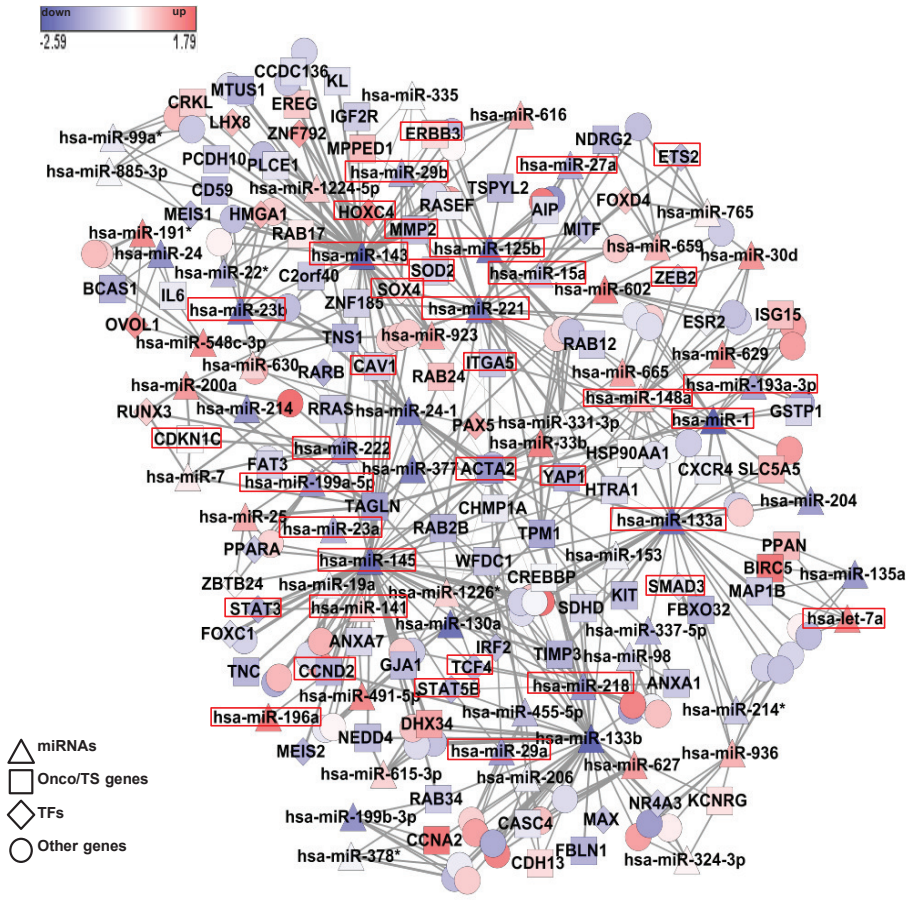 down up
-2.59 1.79
CCDC136
KL
MTUS1
hsa-miR-335
CRKL
EREG
IGF2R
hsa-miR-616
LHX8
ZNF792
ERBB3
hsa-miR-99a*
MPPED1
NDRG2
ETS2
PCDH10
PLCE1
hsa-miR-27a
hsa-miR-885-3p
hsa-miR-29b
CD59
hsa-miR-1224-5p
TSPYL2
FOXD4
RASEF
MEIS1
HMGA1
HOXC4
AIP
hsa-miR-765
hsa-miR-191*
RAB17
MMP2
MITF
hsa-miR-24
hsa-miR-143
hsa-miR-125b
hsa-miR-659
hsa-miR-30d
hsa-miR-22*
C2orf40
SOD2
hsa-miR-15a
ZEB2
BCAS1
IL6
SOX4
hsa-miR-602
hsa-miR-23b
ZNF185
hsa-miR-221
ESR2
ISG15
OVOL1
TNS1
hsa-miR-923
RAB12
hsa-miR-548c-3p
hsa-miR-629
hsa-miR-630
RARB
CAV1
ITGA5
hsa-miR-665
hsa-miR-200a
RAB24
hsa-miR-193a-3p
hsa-miR-148a
RUNX3
hsa-miR-214
RRAS
hsa-miR-24-1
GSTP1
PAX5
hsa-miR-331-3p
hsa-miR-1
CDKN1C
hsa-miR-222
hsa-miR-33b
HSP90AA1
FAT3
hsa-miR-377
ACTA2
CXCR4
SLC5A5
hsa-miR-7
hsa-miR-199a-5p
YAP1
HTRA1
TAGLN
CHMP1A
hsa-miR-204
hsa-miR-25
hsa-miR-23a
RAB2B
TPM1
hsa-miR-133a
PPARA
hsa-miR-145
WFDC1
hsa-miR-153
PPAN
BIRC5
hsa-miR-135a
ZBTB24
hsa-miR-19a
CREBBP
SMAD3
MAP1B
hsa-miR-1226*
KIT
STAT3
hsa-miR-141
SDHD
FBXO32
hsa-let-7a
FOXC1
hsa-miR-130a
hsa-miR-337-5p
ANXA7
IRF2
TIMP3
hsa-miR-98
TNC
CCND2
GJA1
TCF4
hsa-miR-218
ANXA1
hsa-miR-491-5p
STAT5B
hsa-miR-196a
hsa-miR-455-5p
hsa-miR-214*
DHX34
MEIS2
NEDD4
hsa-miR-29a
hsa-miR-133b
miRNAs
hsa-miR-936
hsa-miR-627
hsa-miR-615-3p
hsa-miR-206
Onco/TS genes
RAB34
NR4A3
KCNRG
TFs
hsa-miR-199b-3p
CASC4
MAX
CCNA2
Other genes
FBLN1
hsa-miR-378*
CDH13
hsa-miR-324-3p